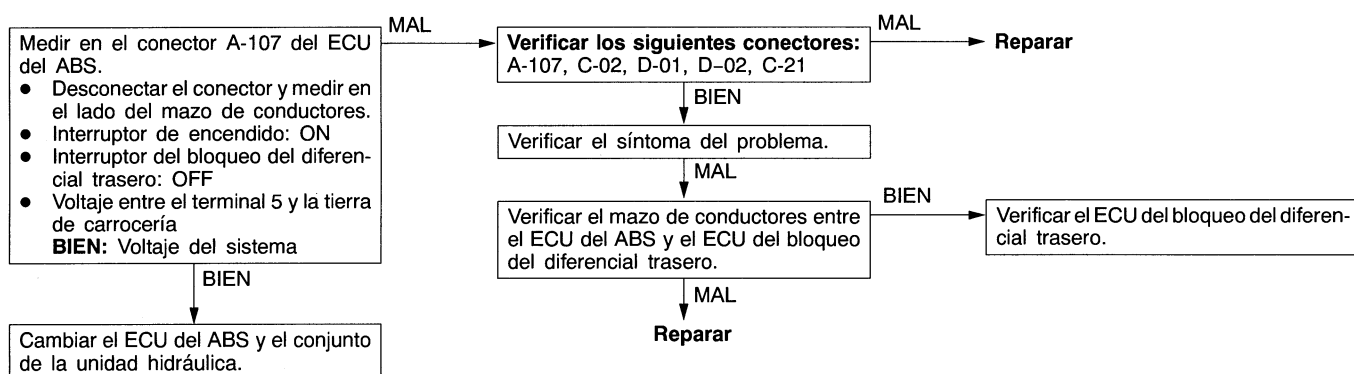 Medir en el conector A-107 del ECU
del ABS.
● Desconectar el conector y medir en
el lado del mazo de conductores.
● Interruptor de encendido: ON
● Interruptor del bloqueo del diferen-
cial trasero: OFF
● Voltaje entre el terminal 5 y la tierra
de carrocería
BIEN: Voltaje del sistema
MAL
BIEN
Cambiar el ECU del ABS y el conjunto
de la unidad hidráulica.
Verificar los siguientes conectores:
A-107, C-02, D-01, D–02, C-21
MAL
Reparar
BIEN
Verificar el síntoma del problema.
MAL
Verificar el mazo de conductores entre
el ECU del ABS y el ECU del bloqueo
del diferencial trasero.
BIEN
Verificar el ECU del bloqueo del diferen-
cial trasero.
MAL
Reparar